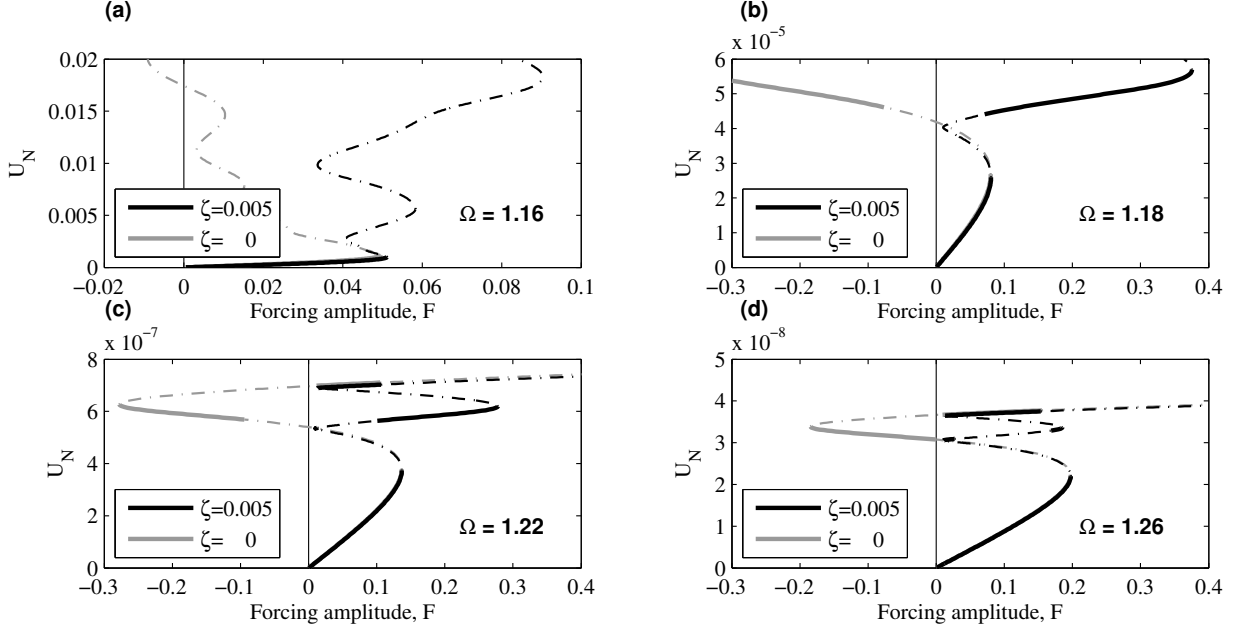 (a)
0.02
0.015
0.01
0.005
0
U_N
ζ=0.005
ζ= 0
Ω = 1.16
−0.02 0 0.02 0.04 0.06 0.08 0.1
Forcing amplitude, F
(b)
x 10⁻⁵
6
5
4
3
2
1
0
U_N
ζ=0.005
ζ= 0
Ω = 1.18
−0.3 −0.2 −0.1 0 0.1 0.2 0.3 0.4
Forcing amplitude, F
(c)
x 10⁻⁷
8
6
4
2
0
U_N
ζ=0.005
ζ= 0
Ω = 1.22
−0.3 −0.2 −0.1 0 0.1 0.2 0.3 0.4
Forcing amplitude, F
(d)
x 10⁻⁸
5
4
3
2
1
0
U_N
ζ=0.005
ζ= 0
Ω = 1.26
−0.3 −0.2 −0.1 0 0.1 0.2 0.3 0.4
Forcing amplitude, F